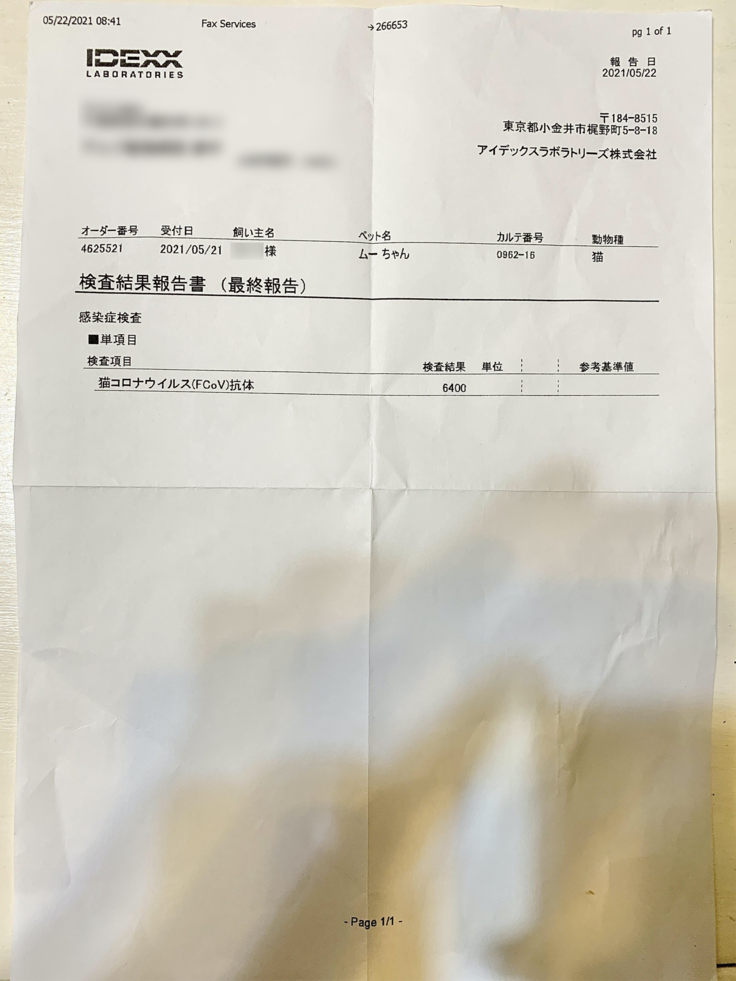 05/22/2021 08:41 Fax Services →266653 pg 1 of 1
IDEXX
LABORATORIES
報 告 日
2021/05/22
〒184-8515
東京都小金井市梶野町5-8-18
アイデックスラボラトリーズ株式会社
オーダー番号 受付日 飼い主名 ペット名 カルテ番号 動物種
4625521 2021/05/21 様 ムーちゃん 0962-16 猫
検査結果報告書 （最終報告）
感染症検査
■単項目
検査項目 検査結果 単位 参考基準値
猫コロナウイルス(FCoV)抗体 6400
- Page 1/1 -